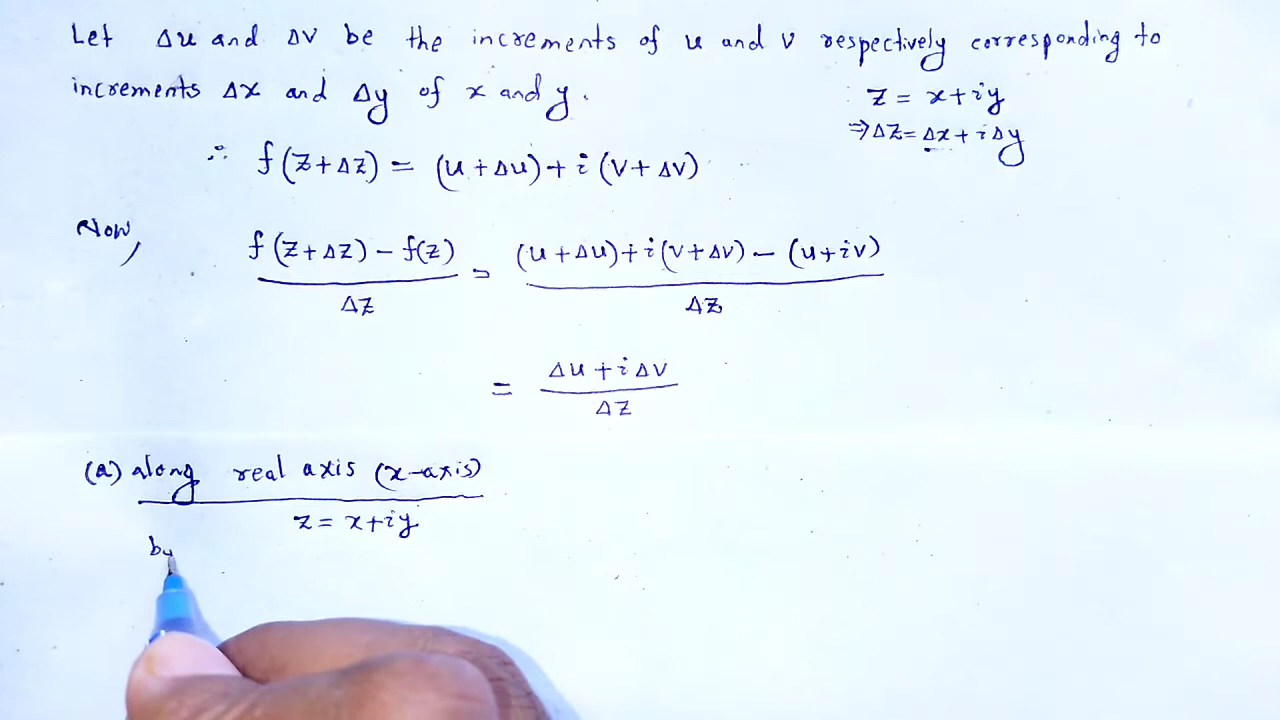 Let Δu and Δv be the increments of u and v respectively corresponding to
increments Δx and Δy of x and y.
z = x+iy
⇒Δz = Δx + iΔy
∴ f(z+Δz) = (u+Δu)+i(v+Δv)
Now,
f(z+Δz) - f(z) / Δz = (u+Δu)+i(v+Δv) - (u+iv) / Δz
= Δu+iΔv / Δz
(a) along real axis (x-axis)
z = x+iy